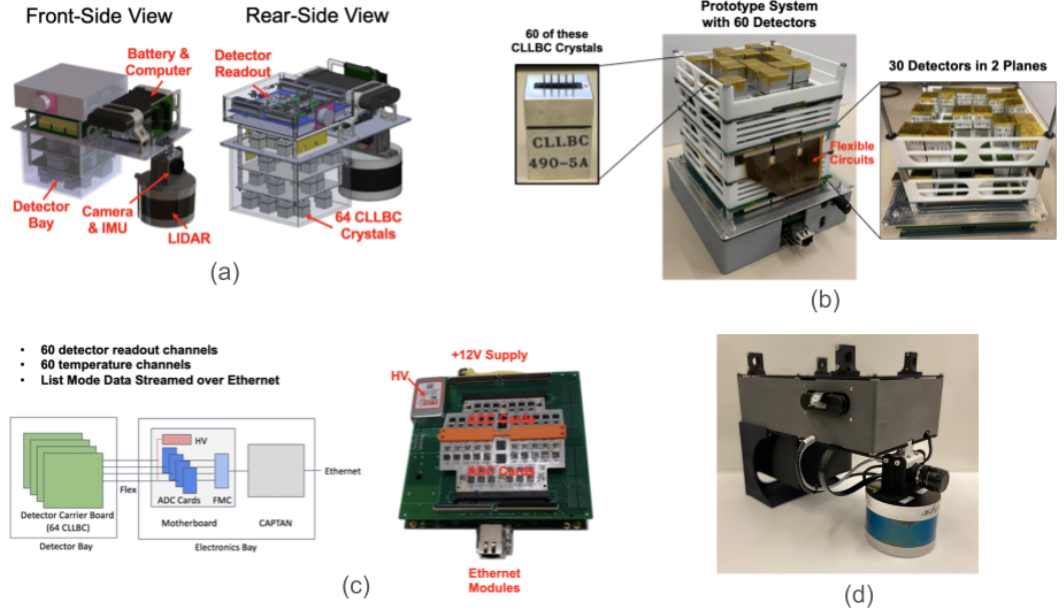 Front-Side View
Rear-Side View
Battery &
Computer
Detector
Readout
Detector
Bay
Camera
& IMU
LIDAR
64 CLLBC
Crystals
(a)
Prototype System
with 60 Detectors
60 of these
CLLBC Crystals
30 Detectors in 2 Planes
CLLBC
490-5A
Flexible
Circuits
(b)
• 60 detector readout channels
• 60 temperature channels
• List Mode Data Streamed over Ethernet
+12V Supply
HV
ADC Cards
ADC Cards
HV
Ethernet
Flex
ADC Cards
FMC
Detector Carrier Board
(64 CLLBC)
Motherboard
CAPTAN
Detector Bay
Electronics Bay
Ethernet
Modules
(c)
(d)